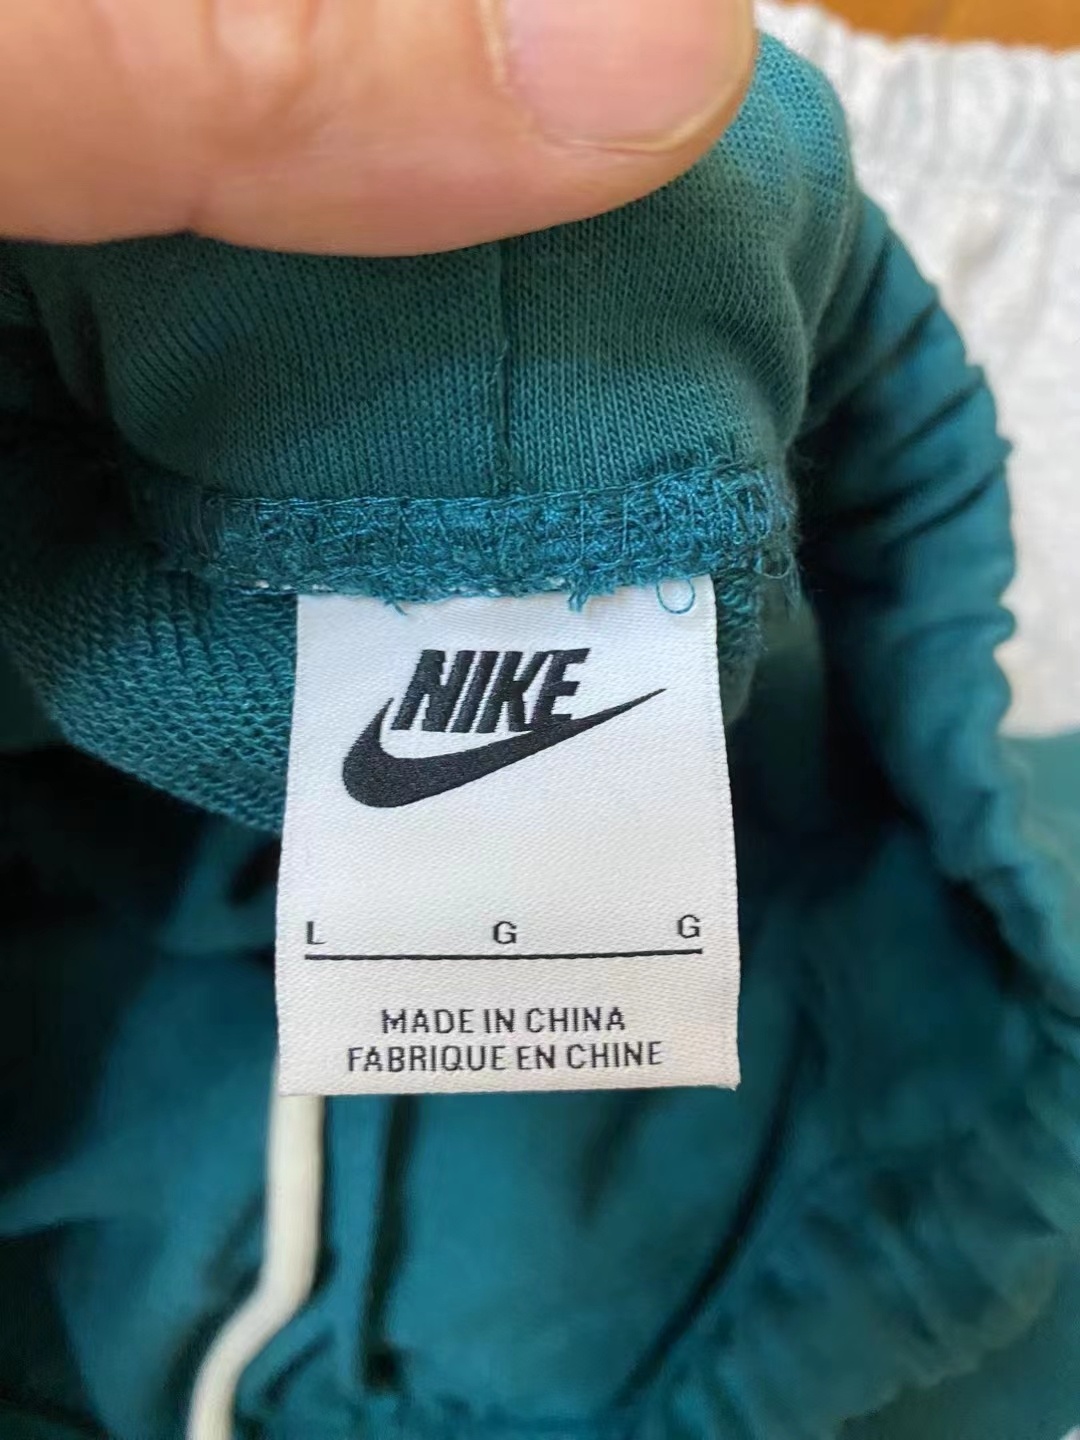 NIKE
L G G
MADE IN CHINA
FABRIQUE EN CHINE